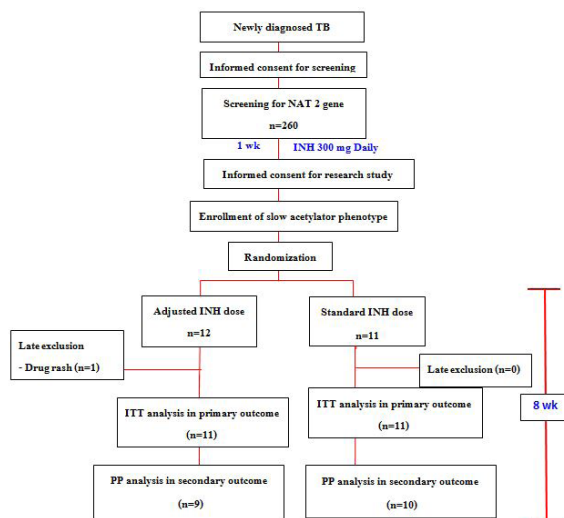 Newly diagnosed TB
Informed consent for screening
Screening for NAT 2 gene
n=260
1 wk
INH 300 mg Daily
Informed consent for research study
Enrollment of slow acetylator phenotype
Randomization
Adjusted INH dose
n=12
Standard INH dose
n=11
Late exclusion
- Drug rash (n=1)
Late exclusion (n=0)
ITT analysis in primary outcome
(n=11)
ITT analysis in primary outcome
(n=11)
8 wk
PP analysis in secondary outcome
(n=9)
PP analysis in secondary outcome
(n=10)